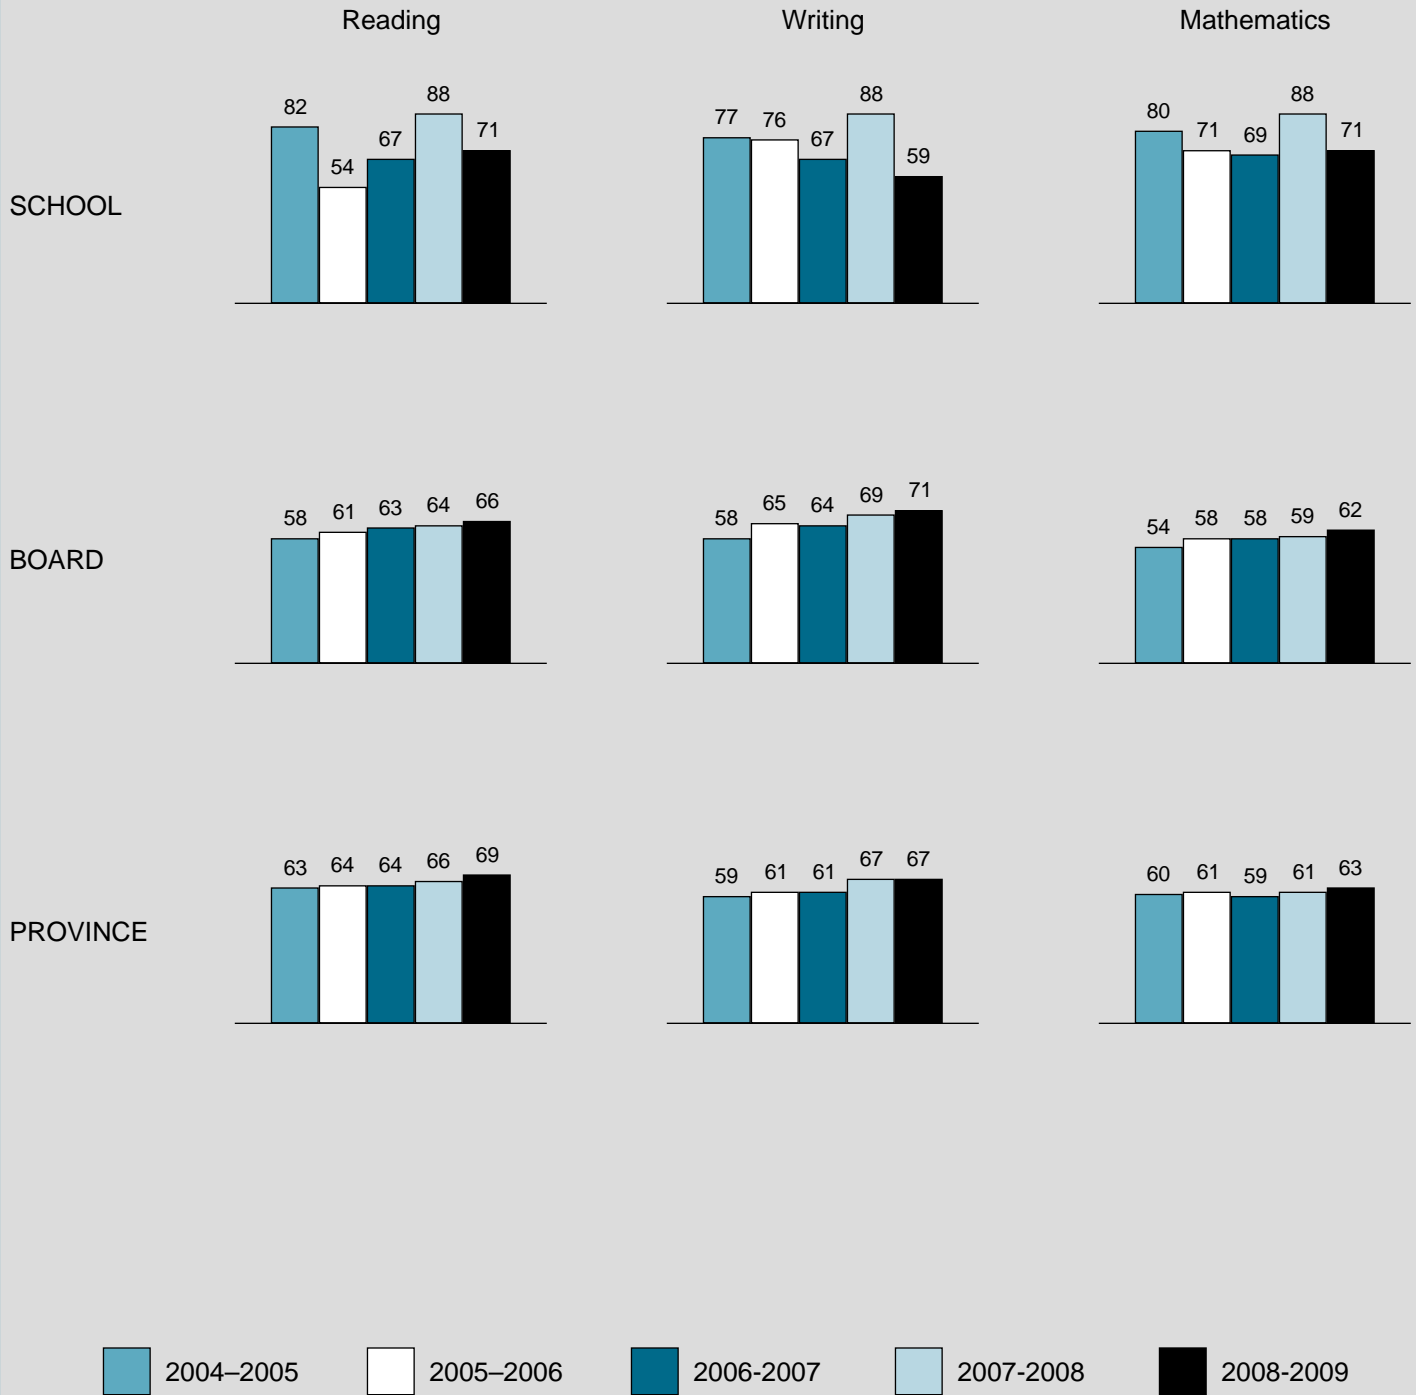 Reading Writing Mathematics
82 54 67 88 71
77 76 67 88 59
80 71 69 88 71
SCHOOL
58 61 63 64 66
58 65 64 69 71
54 58 58 59 62
BOARD
63 64 64 66 69
59 61 61 67 67
60 61 59 61 63
PROVINCE
2004–2005 2005–2006 2006-2007 2007-2008 2008-2009